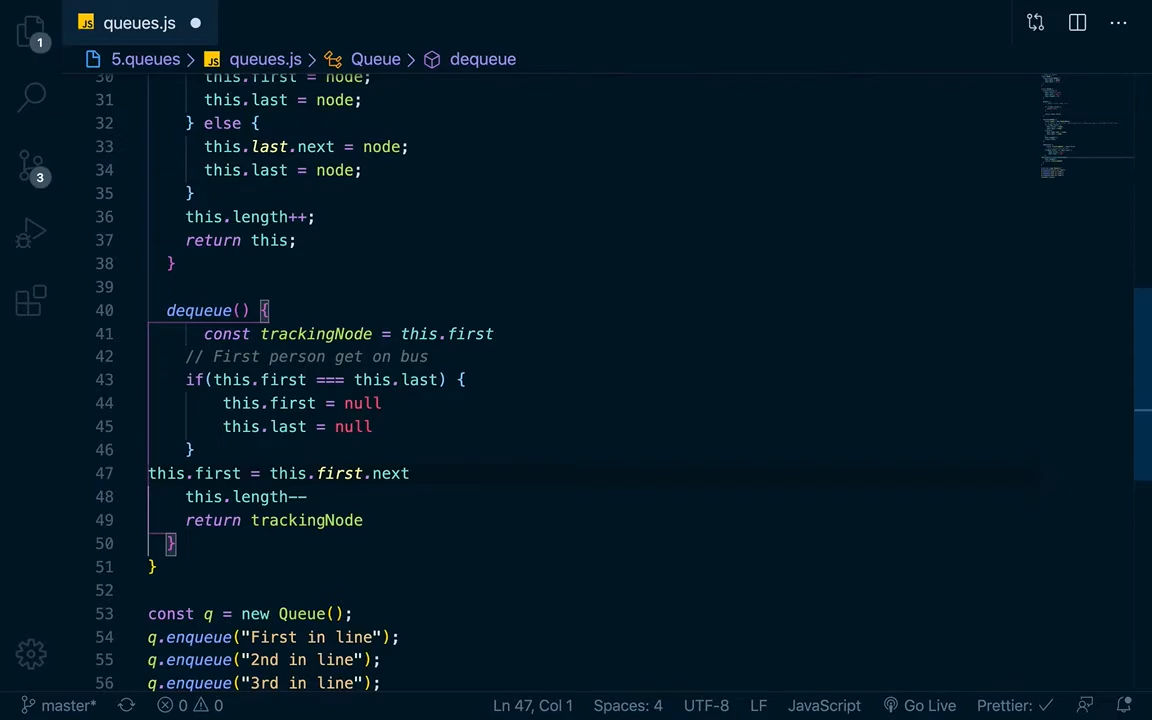 JS queues.js
1
5.queues > JS queues.js > Queue > dequeue
30 this.first = node;
31 this.last = node;
32 } else {
33 this.last.next = node;
34 this.last = node;
35 }
36 this.length++;
37 return this;
38 }
39
40 dequeue() {
41 const trackingNode = this.first
42 // First person get on bus
43 if(this.first === this.last) {
44 this.first = null
45 this.last = null
46 }
47 this.first = this.first.next
48 this.length--
49 return trackingNode
50 }
51 }
52
53 const q = new Queue();
54 q.enqueue("First in line");
55 q.enqueue("2nd in line");
56 q.enqueue("3rd in line");
3
master* 0 0 Ln 47, Col 1 Spaces: 4 UTF-8 LF JavaScript Go Live Prettier: ✓